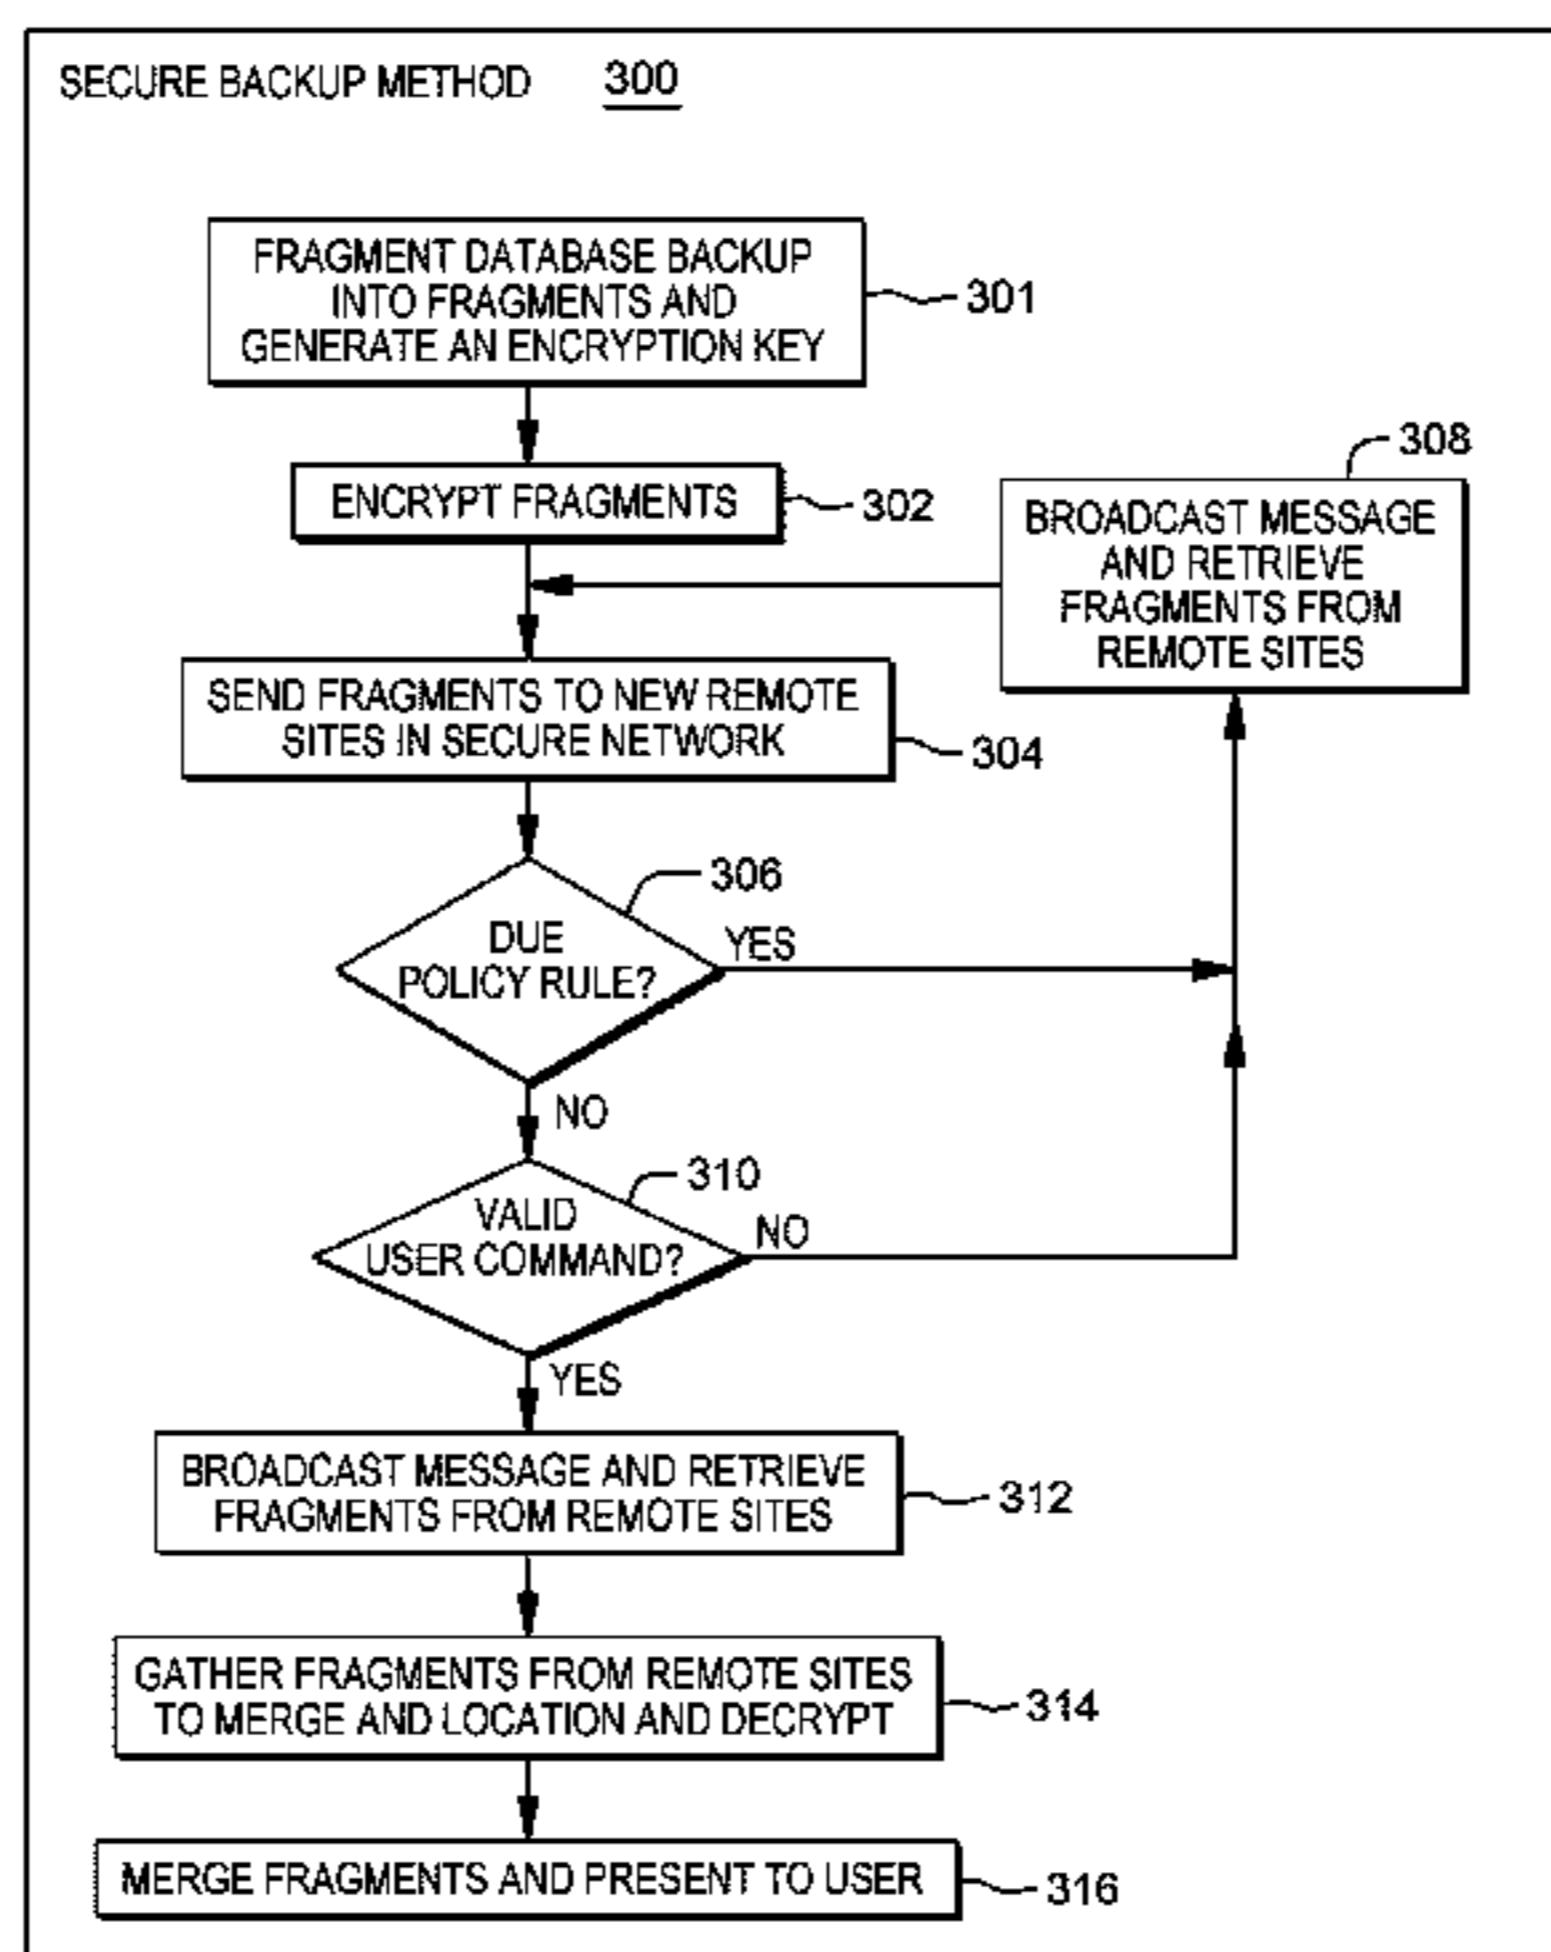 SECURE BACKUP METHOD 300
FRAGMENT DATABASE BACKUP
INTO FRAGMENTS AND
GENERATE AN ENCRYPTION KEY
301
ENCRYPT FRAGMENTS
302
308
BROADCAST MESSAGE
AND RETRIEVE
FRAGMENTS FROM
REMOTE SITES
SEND FRAGMENTS TO NEW REMOTE
SITES IN SECURE NETWORK
304
306
DUE
POLICY RULE?
YES
NO
310
VALID
USER COMMAND?
NO
YES
BROADCAST MESSAGE AND RETRIEVE
FRAGMENTS FROM REMOTE SITES
312
GATHER FRAGMENTS FROM REMOTE SITES
TO MERGE AND LOCATION AND DECRYPT
314
MERGE FRAGMENTS AND PRESENT TO USER
316